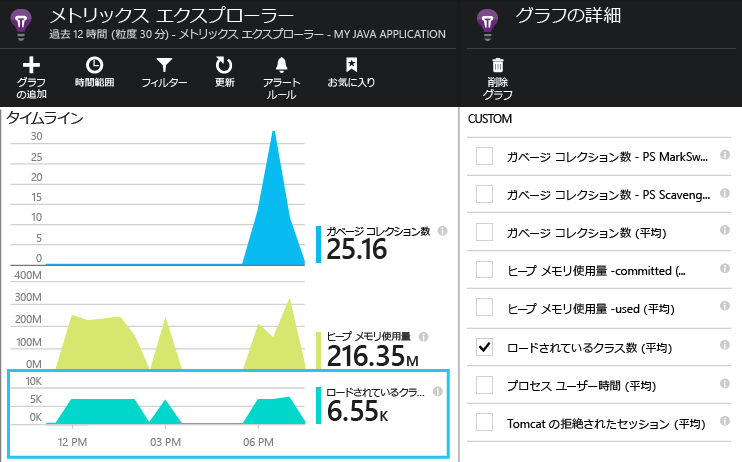 メトリックス エクスプローラー
過去 12 時間 (粒度 30 分) - メトリックス エクスプローラー - MY JAVA APPLICATION
グラフ
の追加
時間範囲
フィルター
更新
アラート
ルール
お気に入り
タイムライン
30
25
20
15
10
5
0
ガベージ コレクション数
25.16
400M
300M
200M
100M
0M
ヒープ メモリ使用量
216.35M
10K
5K
0K
ロードされているクラ...
6.55K
12 PM
03 PM
06 PM
グラフの詳細
削除
グラフ
CUSTOM
ガベージ コレクション数 - PS MarkSw...
ガベージ コレクション数 - PS Scaveng...
ガベージ コレクション数 (平均)
ヒープ メモリ使用量 -committed (...
ヒープ メモリ使用量 -used (平均)
ロードされているクラス数 (平均)
プロセス ユーザー時間 (平均)
Tomcat の拒絶されたセッション (平均)